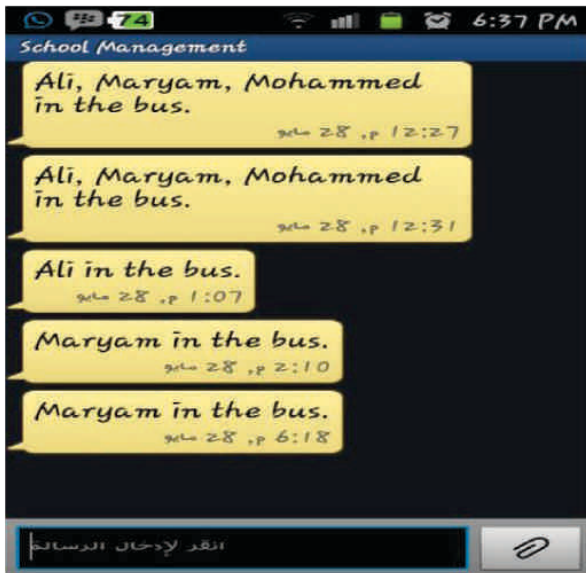 74 6:37 PM
School Management
Ali, Maryam, Mohammed
in the bus.
12:27 م, 28 مايو
Ali, Maryam, Mohammed
in the bus.
12:31 م, 28 مايو
Ali in the bus.
1:07 م, 28 مايو
Maryam in the bus.
2:10 م, 28 مايو
Maryam in the bus.
6:18 م, 28 مايو
انقر لإدخال الرسالة